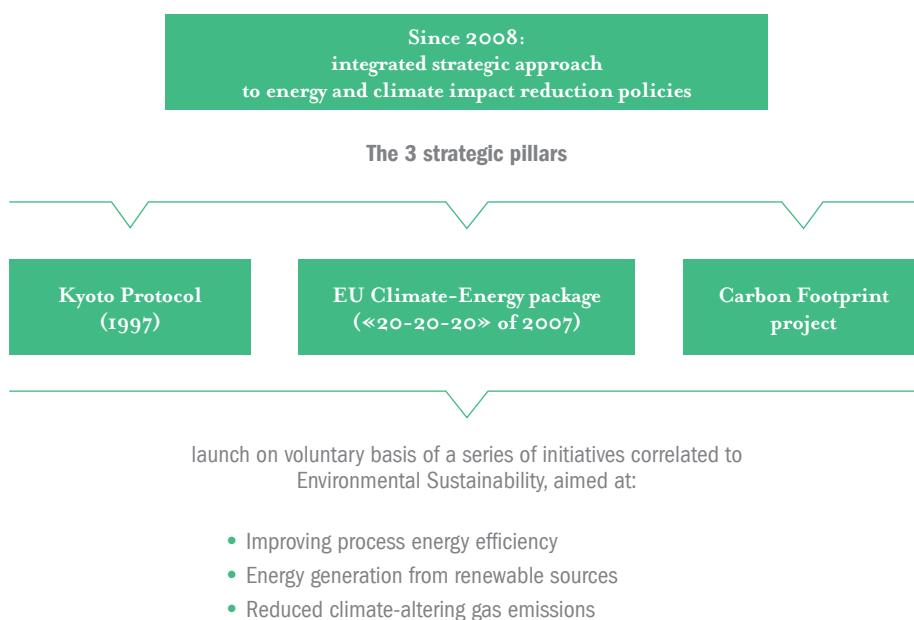 Since 2008:
integrated strategic approach
to energy and climate impact reduction policies
The 3 strategic pillars
Kyoto Protocol
(1997)
EU Climate-Energy package
(«20-20-20» of 2007)
Carbon Footprint
project
launch on voluntary basis of a series of initiatives correlated to
Environmental Sustainability, aimed at:
• Improving process energy efficiency
• Energy generation from renewable sources
• Reduced climate-altering gas emissions